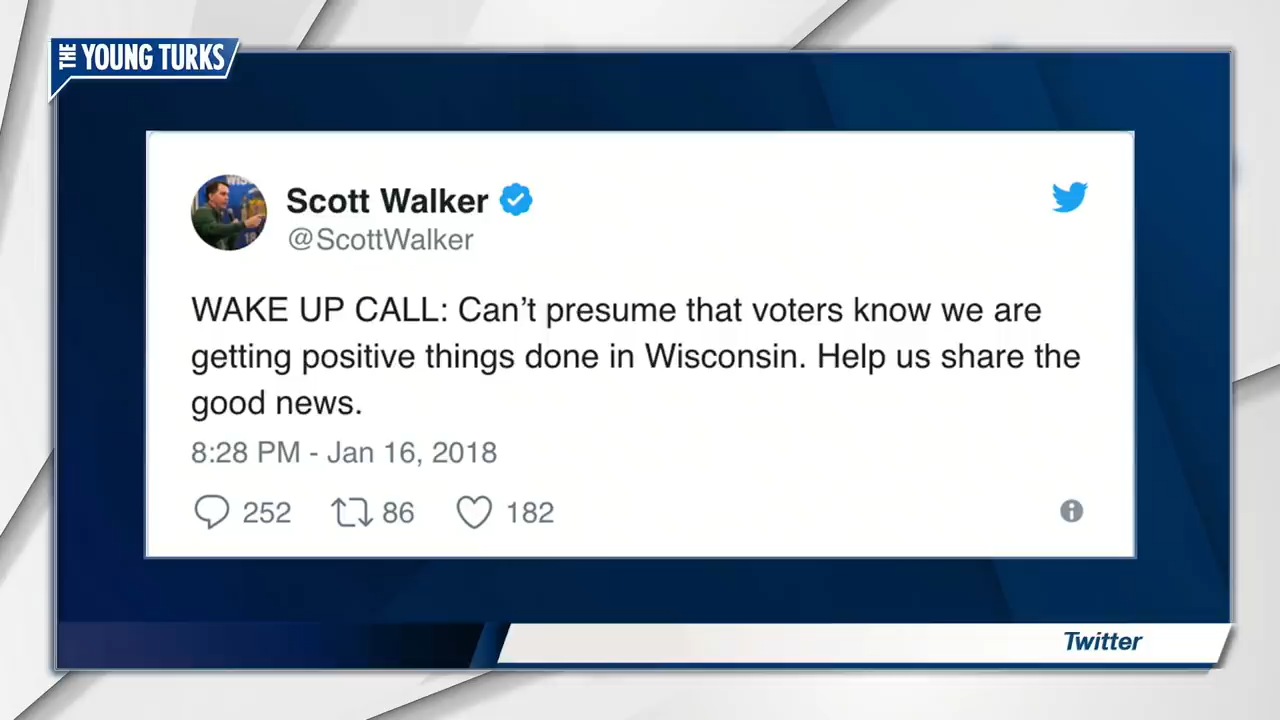 THE YOUNG TURKS
Scott Walker
@ScottWalker
WAKE UP CALL: Can’t presume that voters know we are
getting positive things done in Wisconsin. Help us share the
good news.
8:28 PM - Jan 16, 2018
252 86 182
Twitter